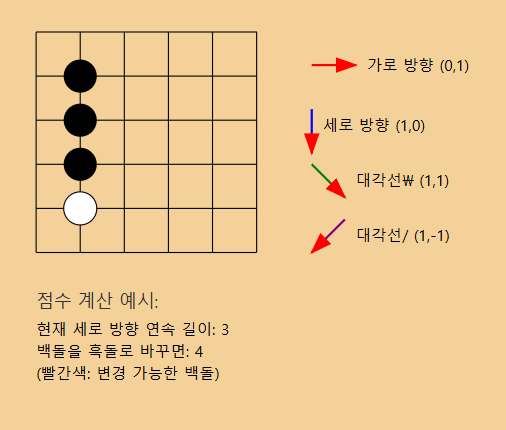 가로 방향 (0,1)
세로 방향 (1,0)
대각선₩ (1,1)
대각선/ (1,-1)
점수 계산 예시:
현재 세로 방향 연속 길이: 3
백돌을 흑돌로 바꾸면: 4
(빨간색: 변경 가능한 백돌)